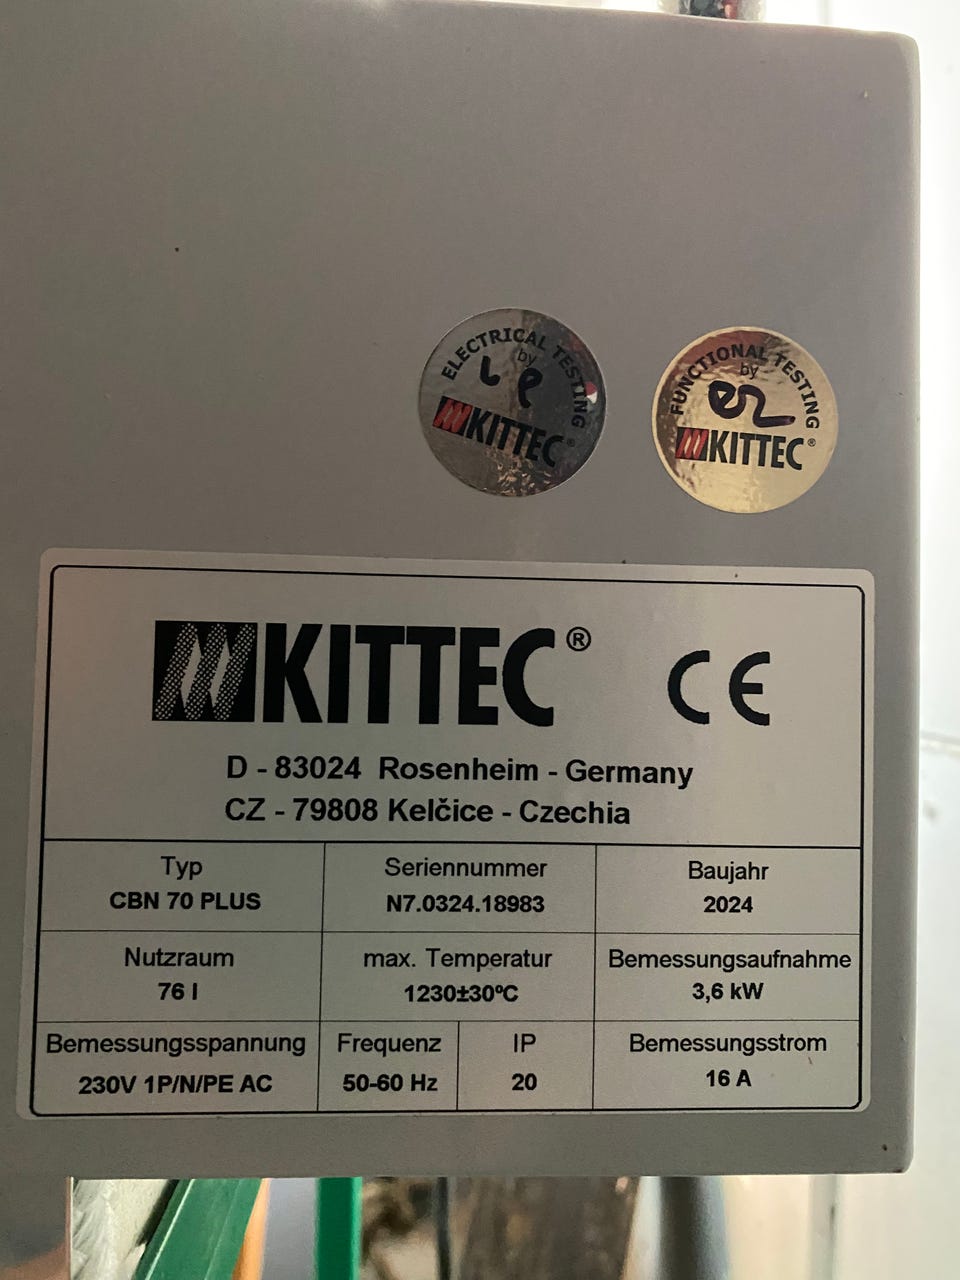 ELECTRICAL TESTING
by
LP
KITTEC®
FUNCTIONAL TESTING
by
KITTEC®
KITTEC® CE
D - 83024 Rosenheim - Germany
CZ - 79808 Kelčice - Czechia
Typ Seriennummer Baujahr
CBN 70 PLUS N7.0324.18983 2024
Nutzraum max. Temperatur Bemessungsaufnahme
76 l 1230±30ºC 3,6 kW
Bemessungsspannung Frequenz IP Bemessungsstrom
230V 1P/N/PE AC 50-60 Hz 20 16 A